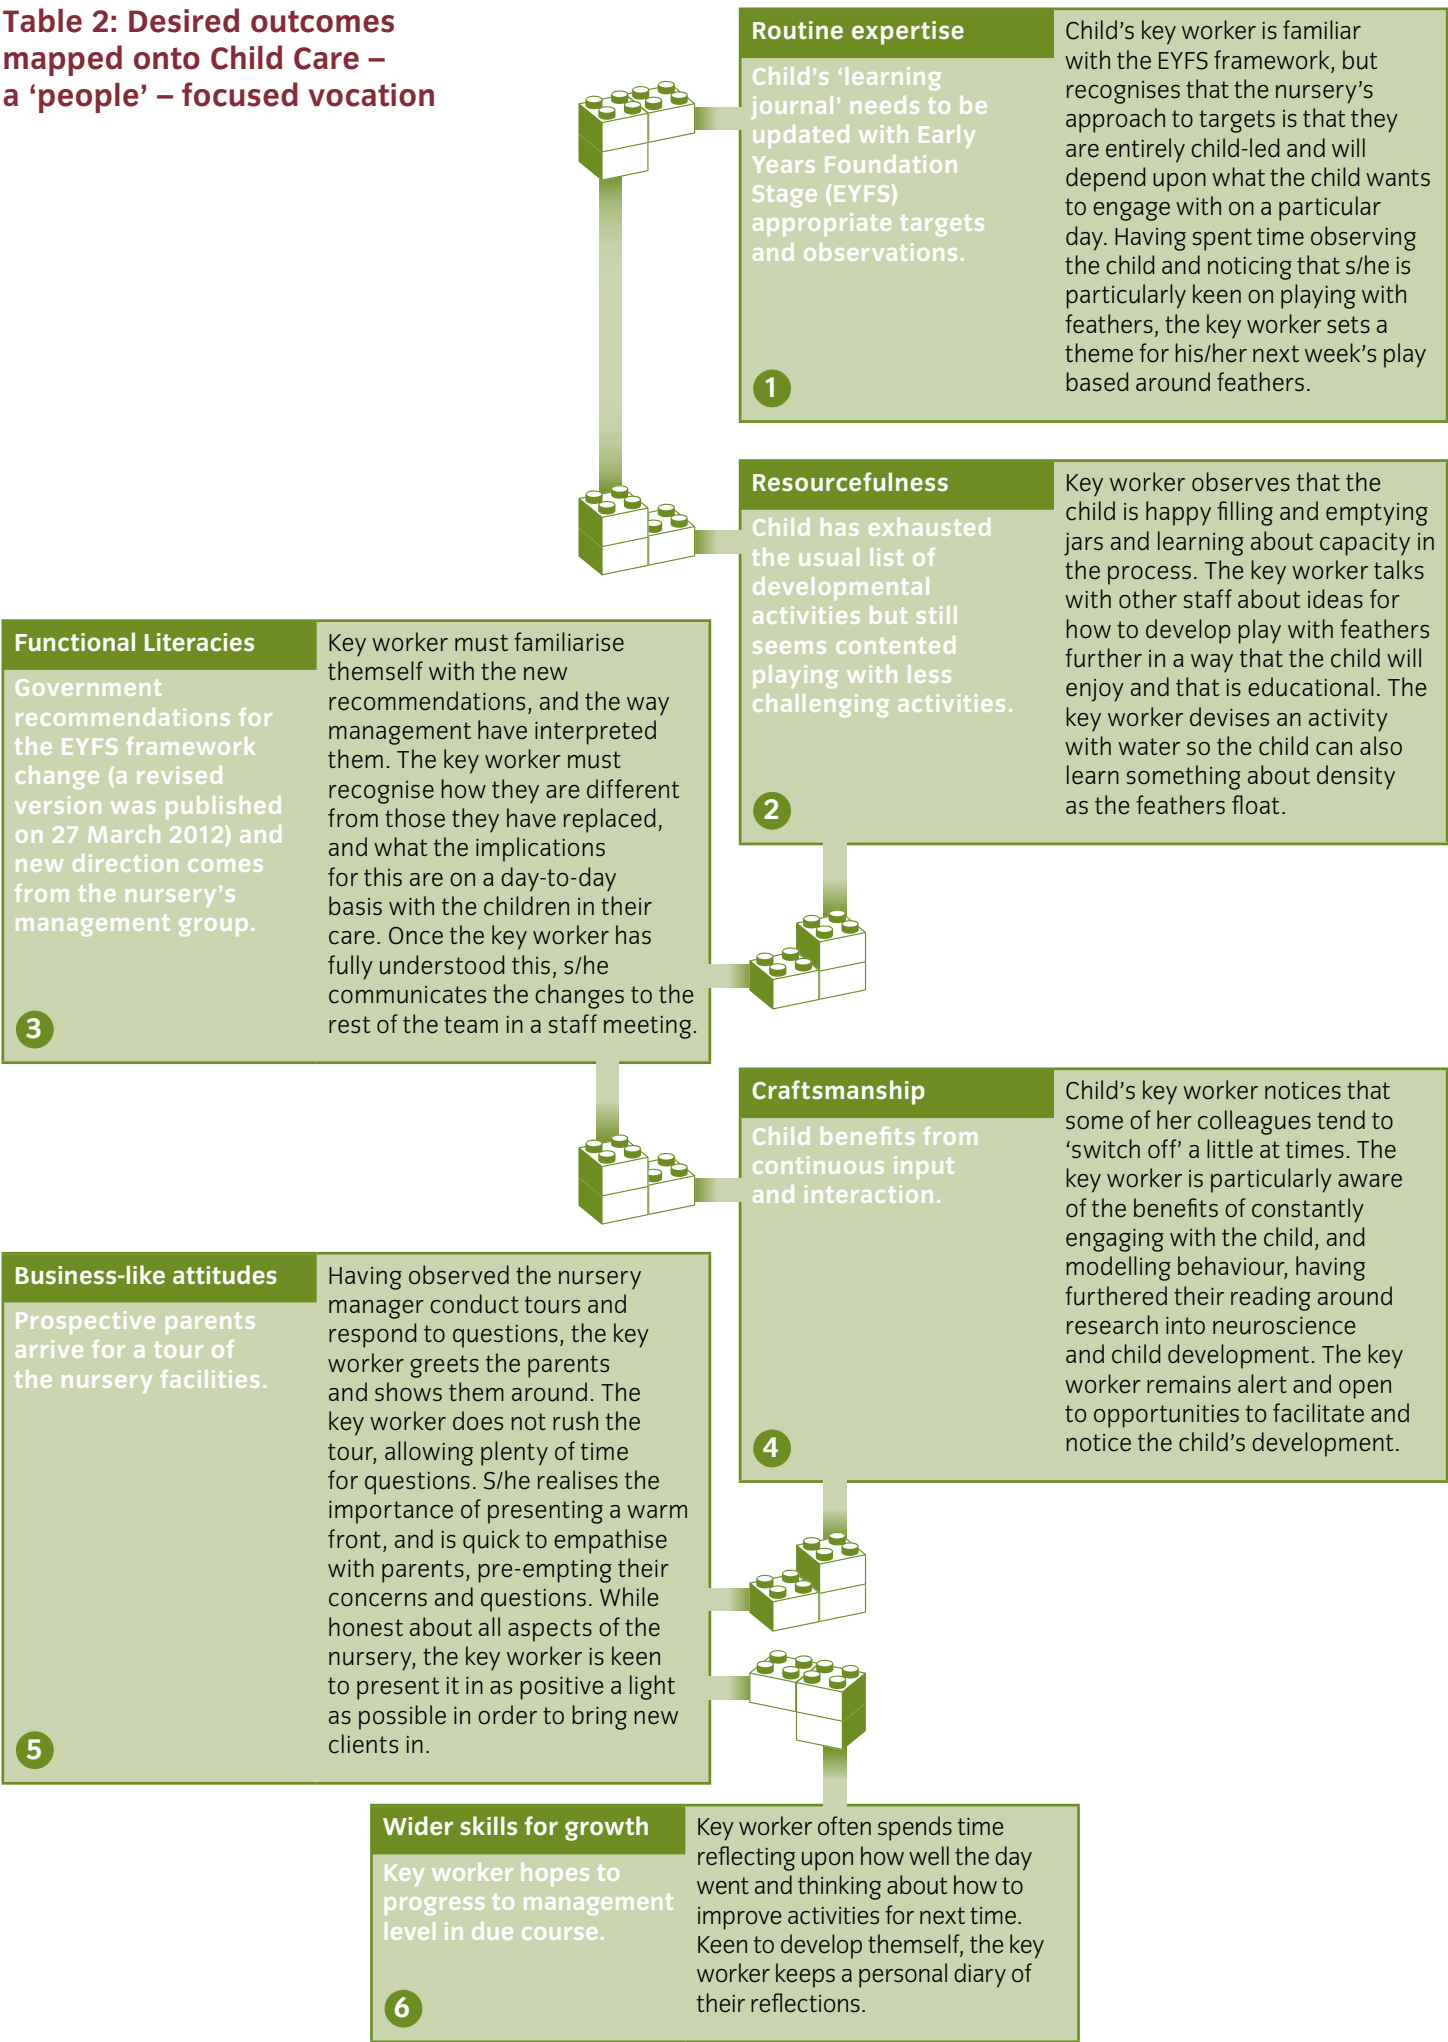 Table 2: Desired outcomes
mapped onto Child Care –
a ‘people’ – focused vocation
Routine expertise
Child’s ‘learning
journal’ needs to be
updated with Early
Years Foundation
Stage (EYFS)
appropriate targets
and observations.
1
Child’s key worker is familiar
with the EYFS framework, but
recognises that the nursery’s
approach to targets is that they
are entirely child-led and will
depend upon what the child wants
to engage with on a particular
day. Having spent time observing
the child and noticing that s/he is
particularly keen on playing with
feathers, the key worker sets a
theme for his/her next week’s play
based around feathers.
Resourcefulness
Child has exhausted
the usual list of
developmental
activities but still
seems contented
playing with less
challenging activities.
2
Key worker observes that the
child is happy filling and emptying
jars and learning about capacity in
the process. The key worker talks
with other staff about ideas for
how to develop play with feathers
further in a way that the child will
enjoy and that is educational. The
key worker devises an activity
with water so the child can also
learn something about density
as the feathers float.
Functional Literacies
Government
recommendations for
the EYFS framework
change (a revised
version was published
on 27 March 2012) and
new direction comes
from the nursery’s
management group.
3
Key worker must familiarise
themself with the new
recommendations, and the way
management have interpreted
them. The key worker must
recognise how they are different
from those they have replaced,
and what the implications
for this are on a day-to-day
basis with the children in their
care. Once the key worker has
fully understood this, s/he
communicates the changes to the
rest of the team in a staff meeting.
Craftsmanship
Child benefits from
continuous input
and interaction.
4
Child’s key worker notices that
some of her colleagues tend to
‘switch off’ a little at times. The
key worker is particularly aware
of the benefits of constantly
engaging with the child, and
modelling behaviour, having
furthered their reading around
research into neuroscience
and child development. The key
worker remains alert and open
to opportunities to facilitate and
notice the child’s development.
Business-like attitudes
Prospective parents
arrive for a tour of
the nursery facilities.
5
Having observed the nursery
manager conduct tours and
respond to questions, the key
worker greets the parents
and shows them around. The
key worker does not rush the
tour, allowing plenty of time
for questions. S/he realises the
importance of presenting a warm
front, and is quick to empathise
with parents, pre-empting their
concerns and questions. While
honest about all aspects of the
nursery, the key worker is keen
to present it in as positive a light
as possible in order to bring new
clients in.
Wider skills for growth
Key worker hopes to
progress to management
level in due course.
6
Key worker often spends time
reflecting upon how well the day
went and thinking about how to
improve activities for next time.
Keen to develop themself, the key
worker keeps a personal diary of
their reflections.